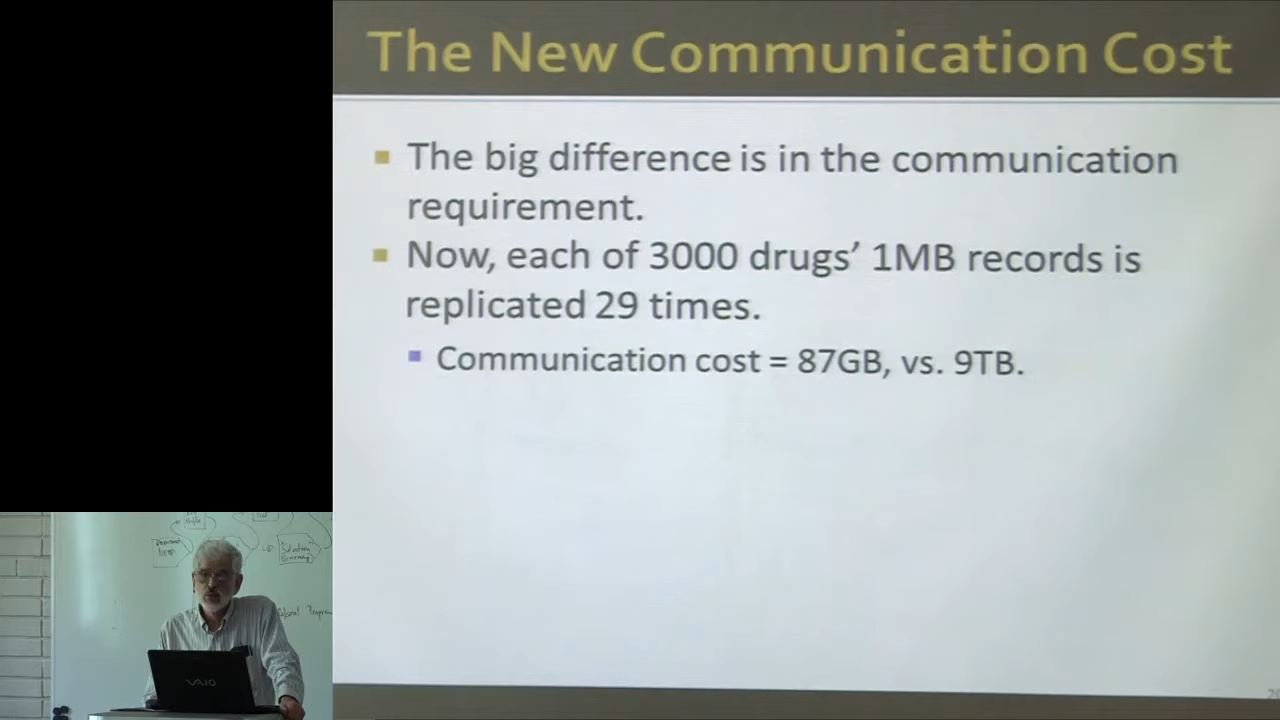 The New Communication Cost
The big difference is in the communication
requirement.
Now, each of 3000 drugs' 1MB records is
replicated 29 times.
Communication cost = 87GB, vs. 9TB.
VAIO